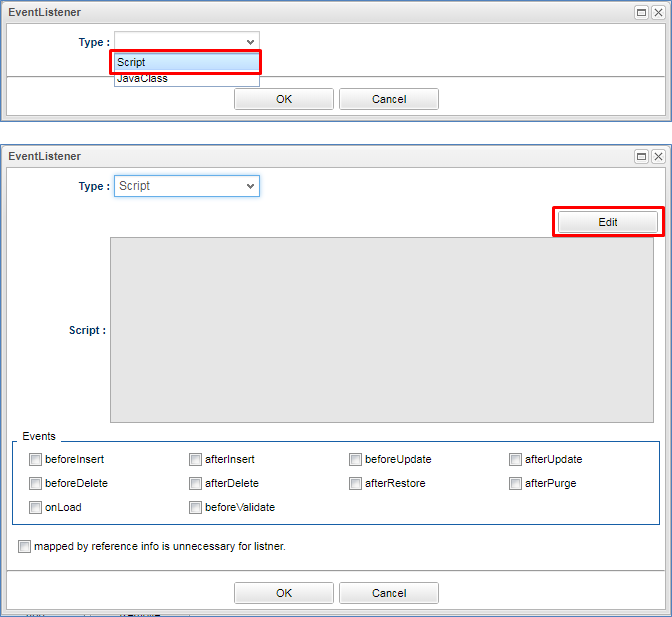 EventListener
Type :
Script
JavaClass
OK Cancel
EventListener
Type : Script
Edit
Script :
Events
beforeInsert afterInsert beforeUpdate afterUpdate
beforeDelete afterDelete afterRestore afterPurge
onLoad beforeValidate
mapped by reference info is unnecessary for listner.
OK Cancel